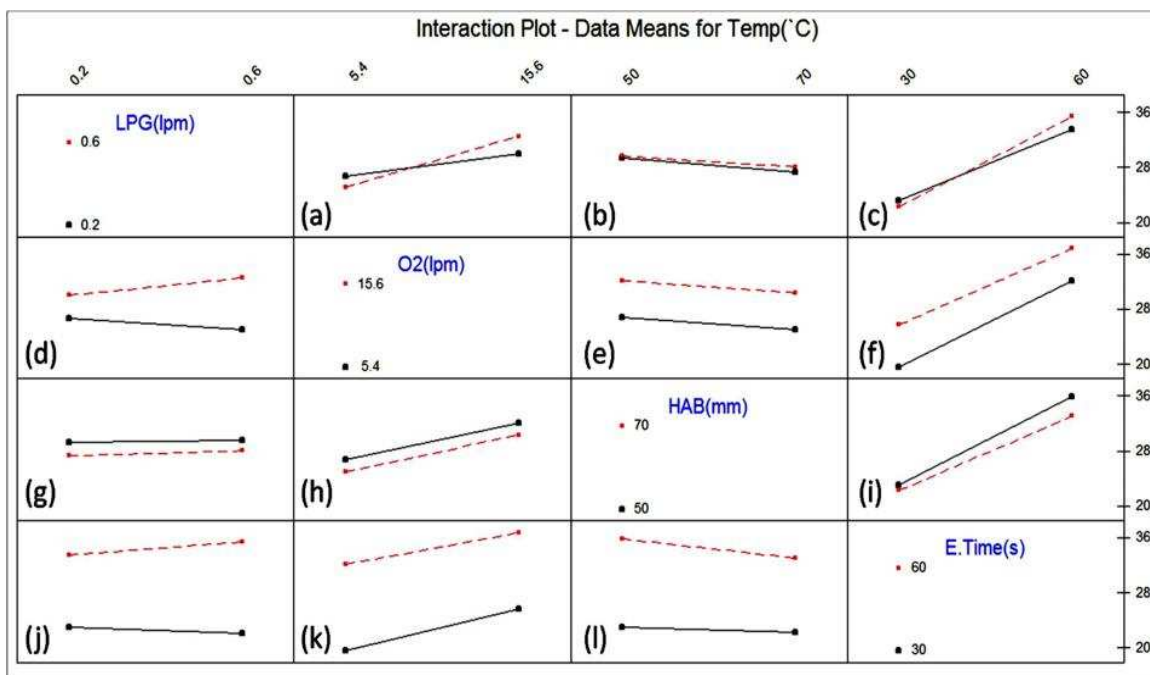 Interaction Plot - Data Means for Temp(`C)
0.2 0.6 5.4 15.6 50 70 30 60
LPG(lpm)
0.6
0.2
(a)
(b)
(c)
36
28
20
(d)
O2(lpm)
15.6
5.4
(e)
(f)
36
28
20
(g)
(h)
HAB(mm)
70
50
(i)
36
28
20
(j)
(k)
(l)
E.Time(s)
60
30
36
28
20